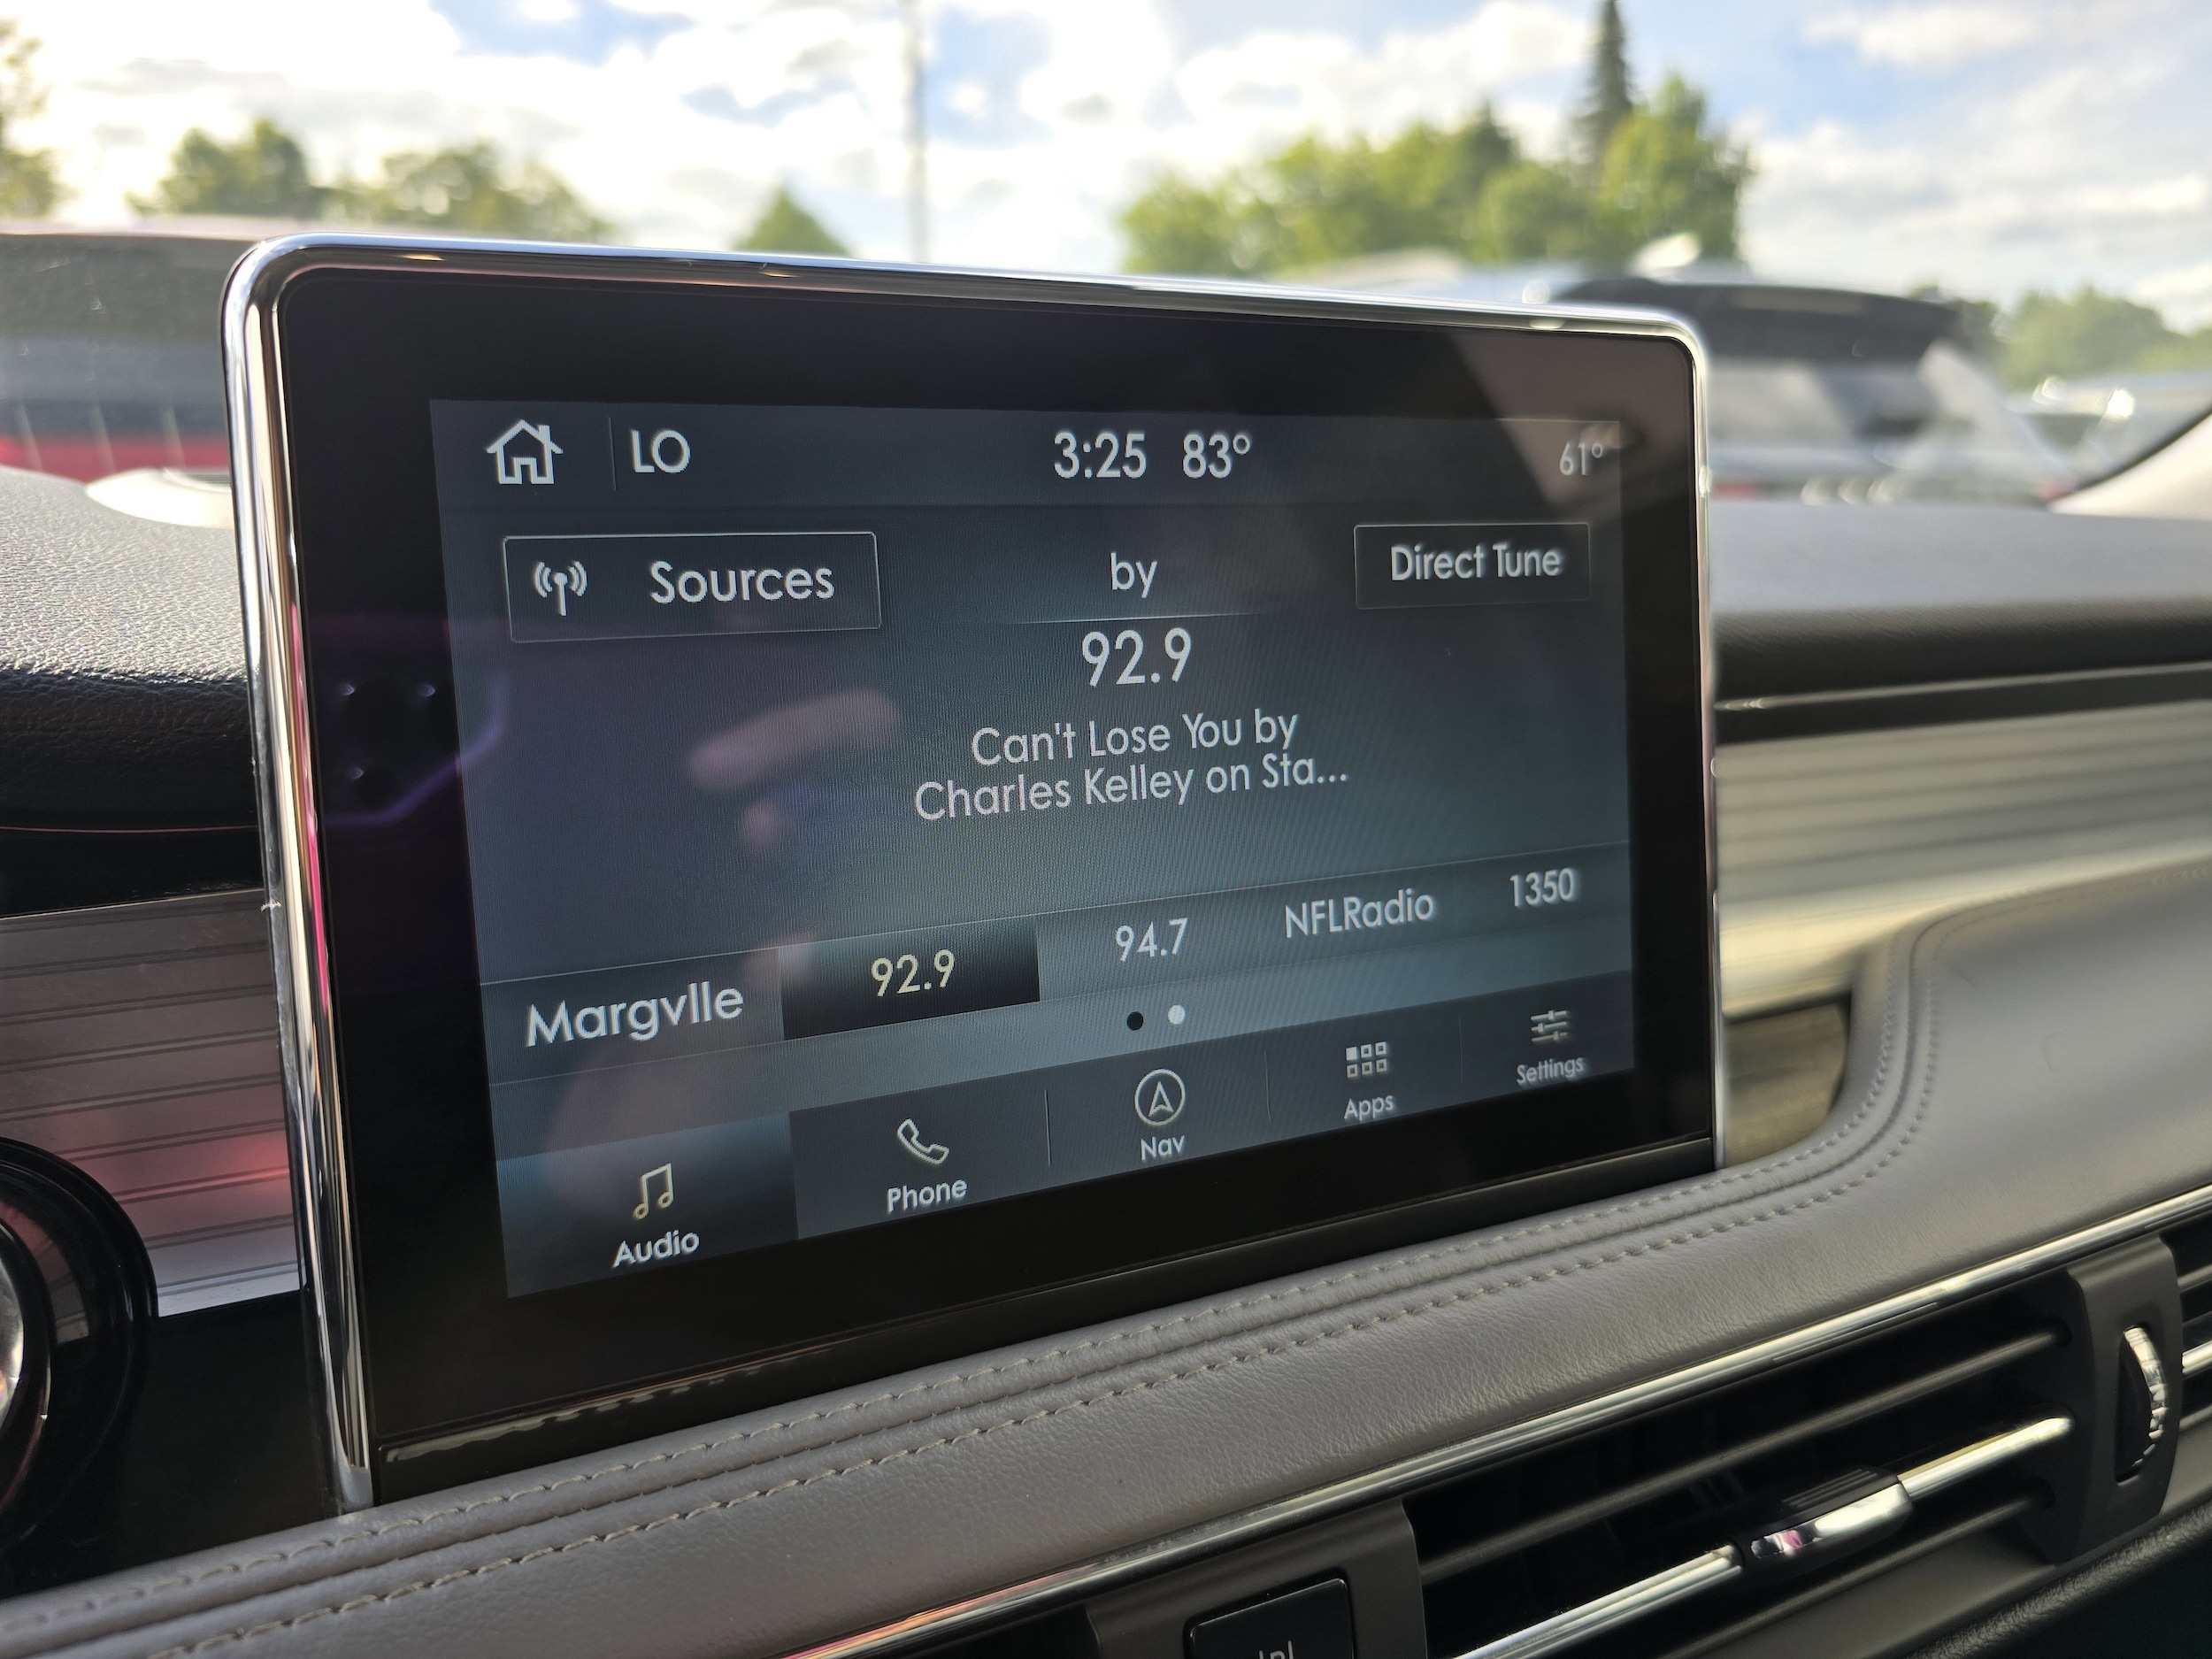 LO
3:25 83°
61°
Sources
by
Direct Tune
92.9
Can't Lose You by
Charles Kelley on Sta...
Margvlle
92.9
94.7
NFLRadio
1350
Audio
Phone
Nav
Apps
Settings